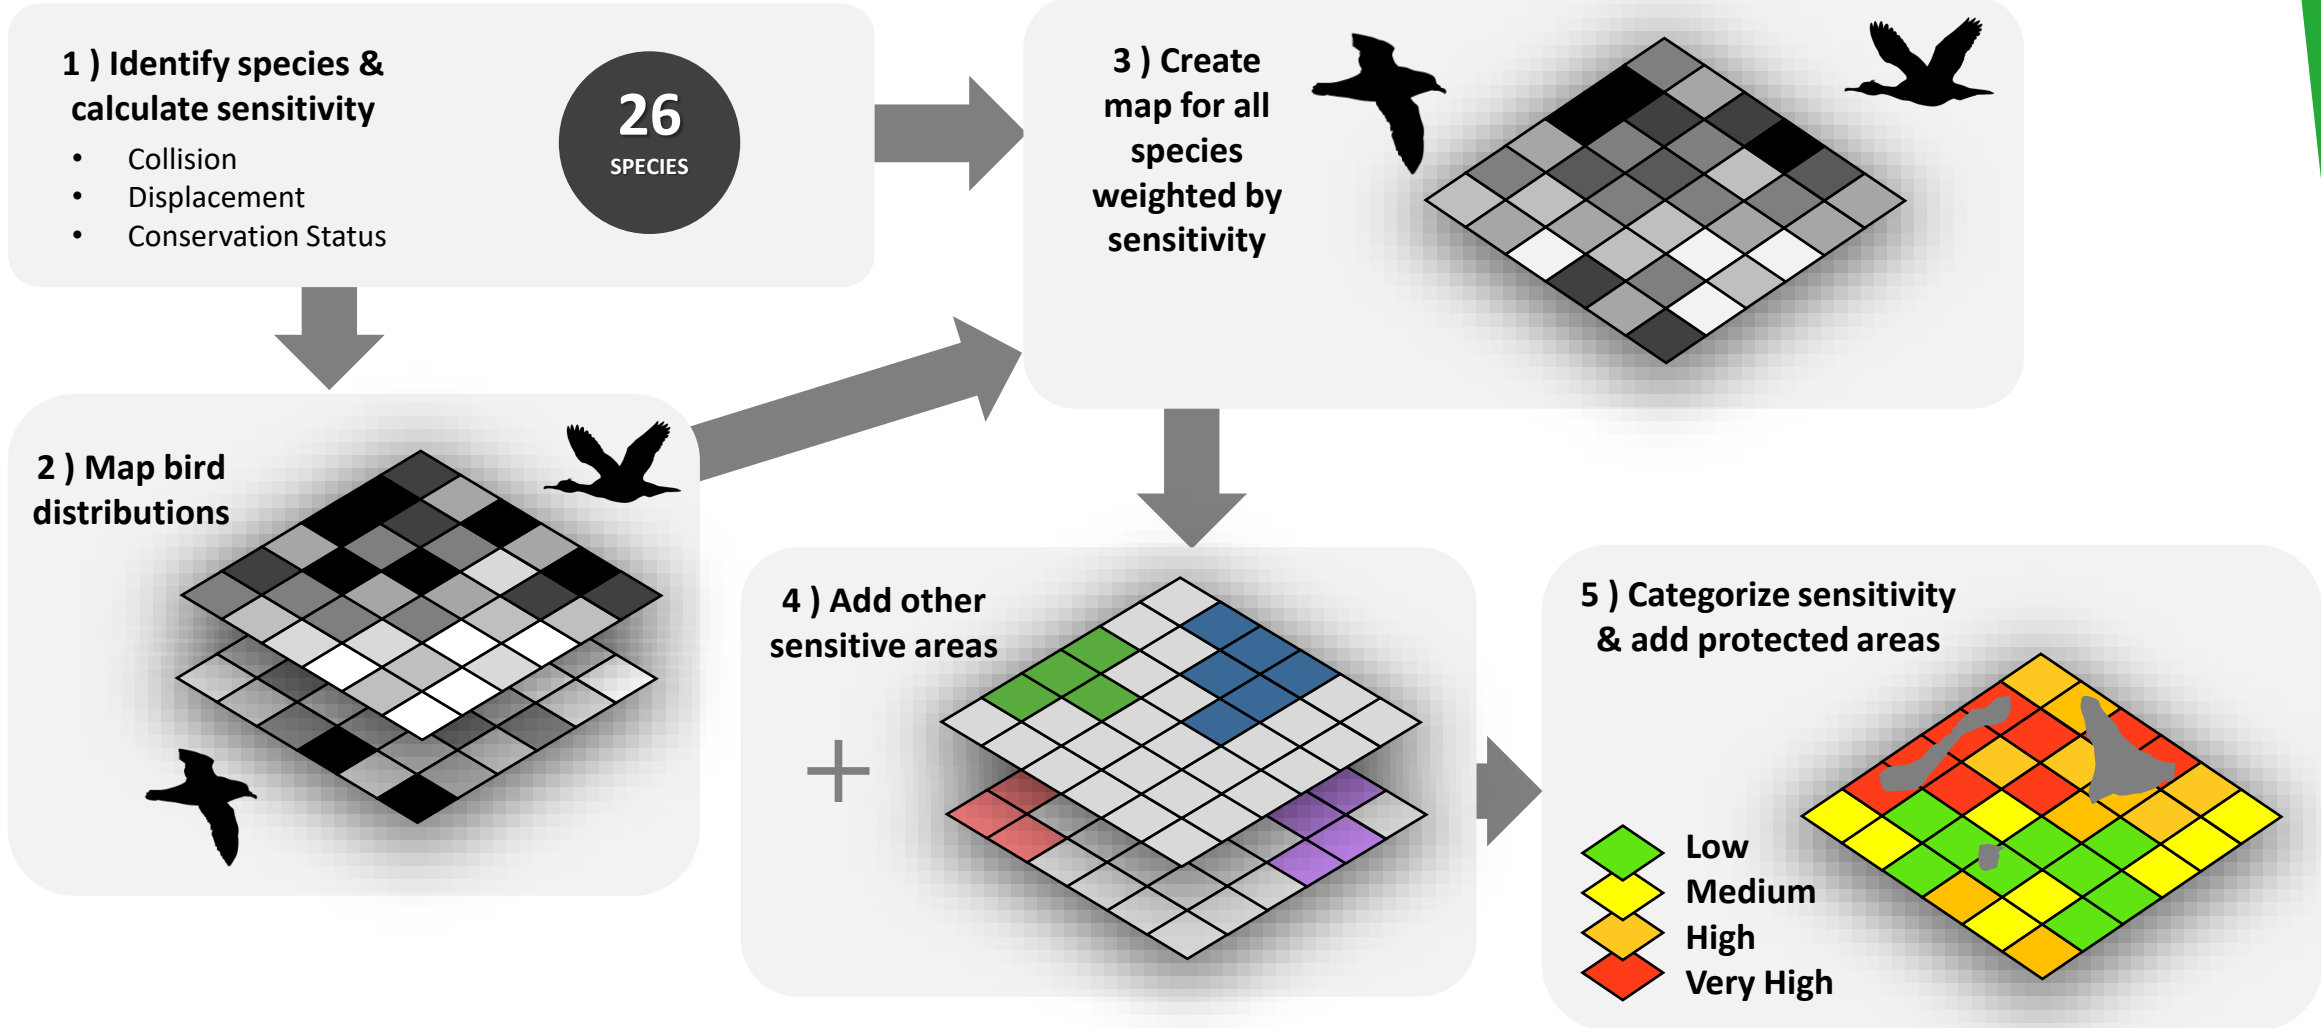 1 ) Identify species &
calculate sensitivity
• Collision
• Displacement
• Conservation Status
26
SPECIES
2 ) Map bird
distributions
3 ) Create
map for all
species
weighted by
sensitivity
4 ) Add other
sensitive areas
+
5 ) Categorize sensitivity
& add protected areas
Low
Medium
High
Very High